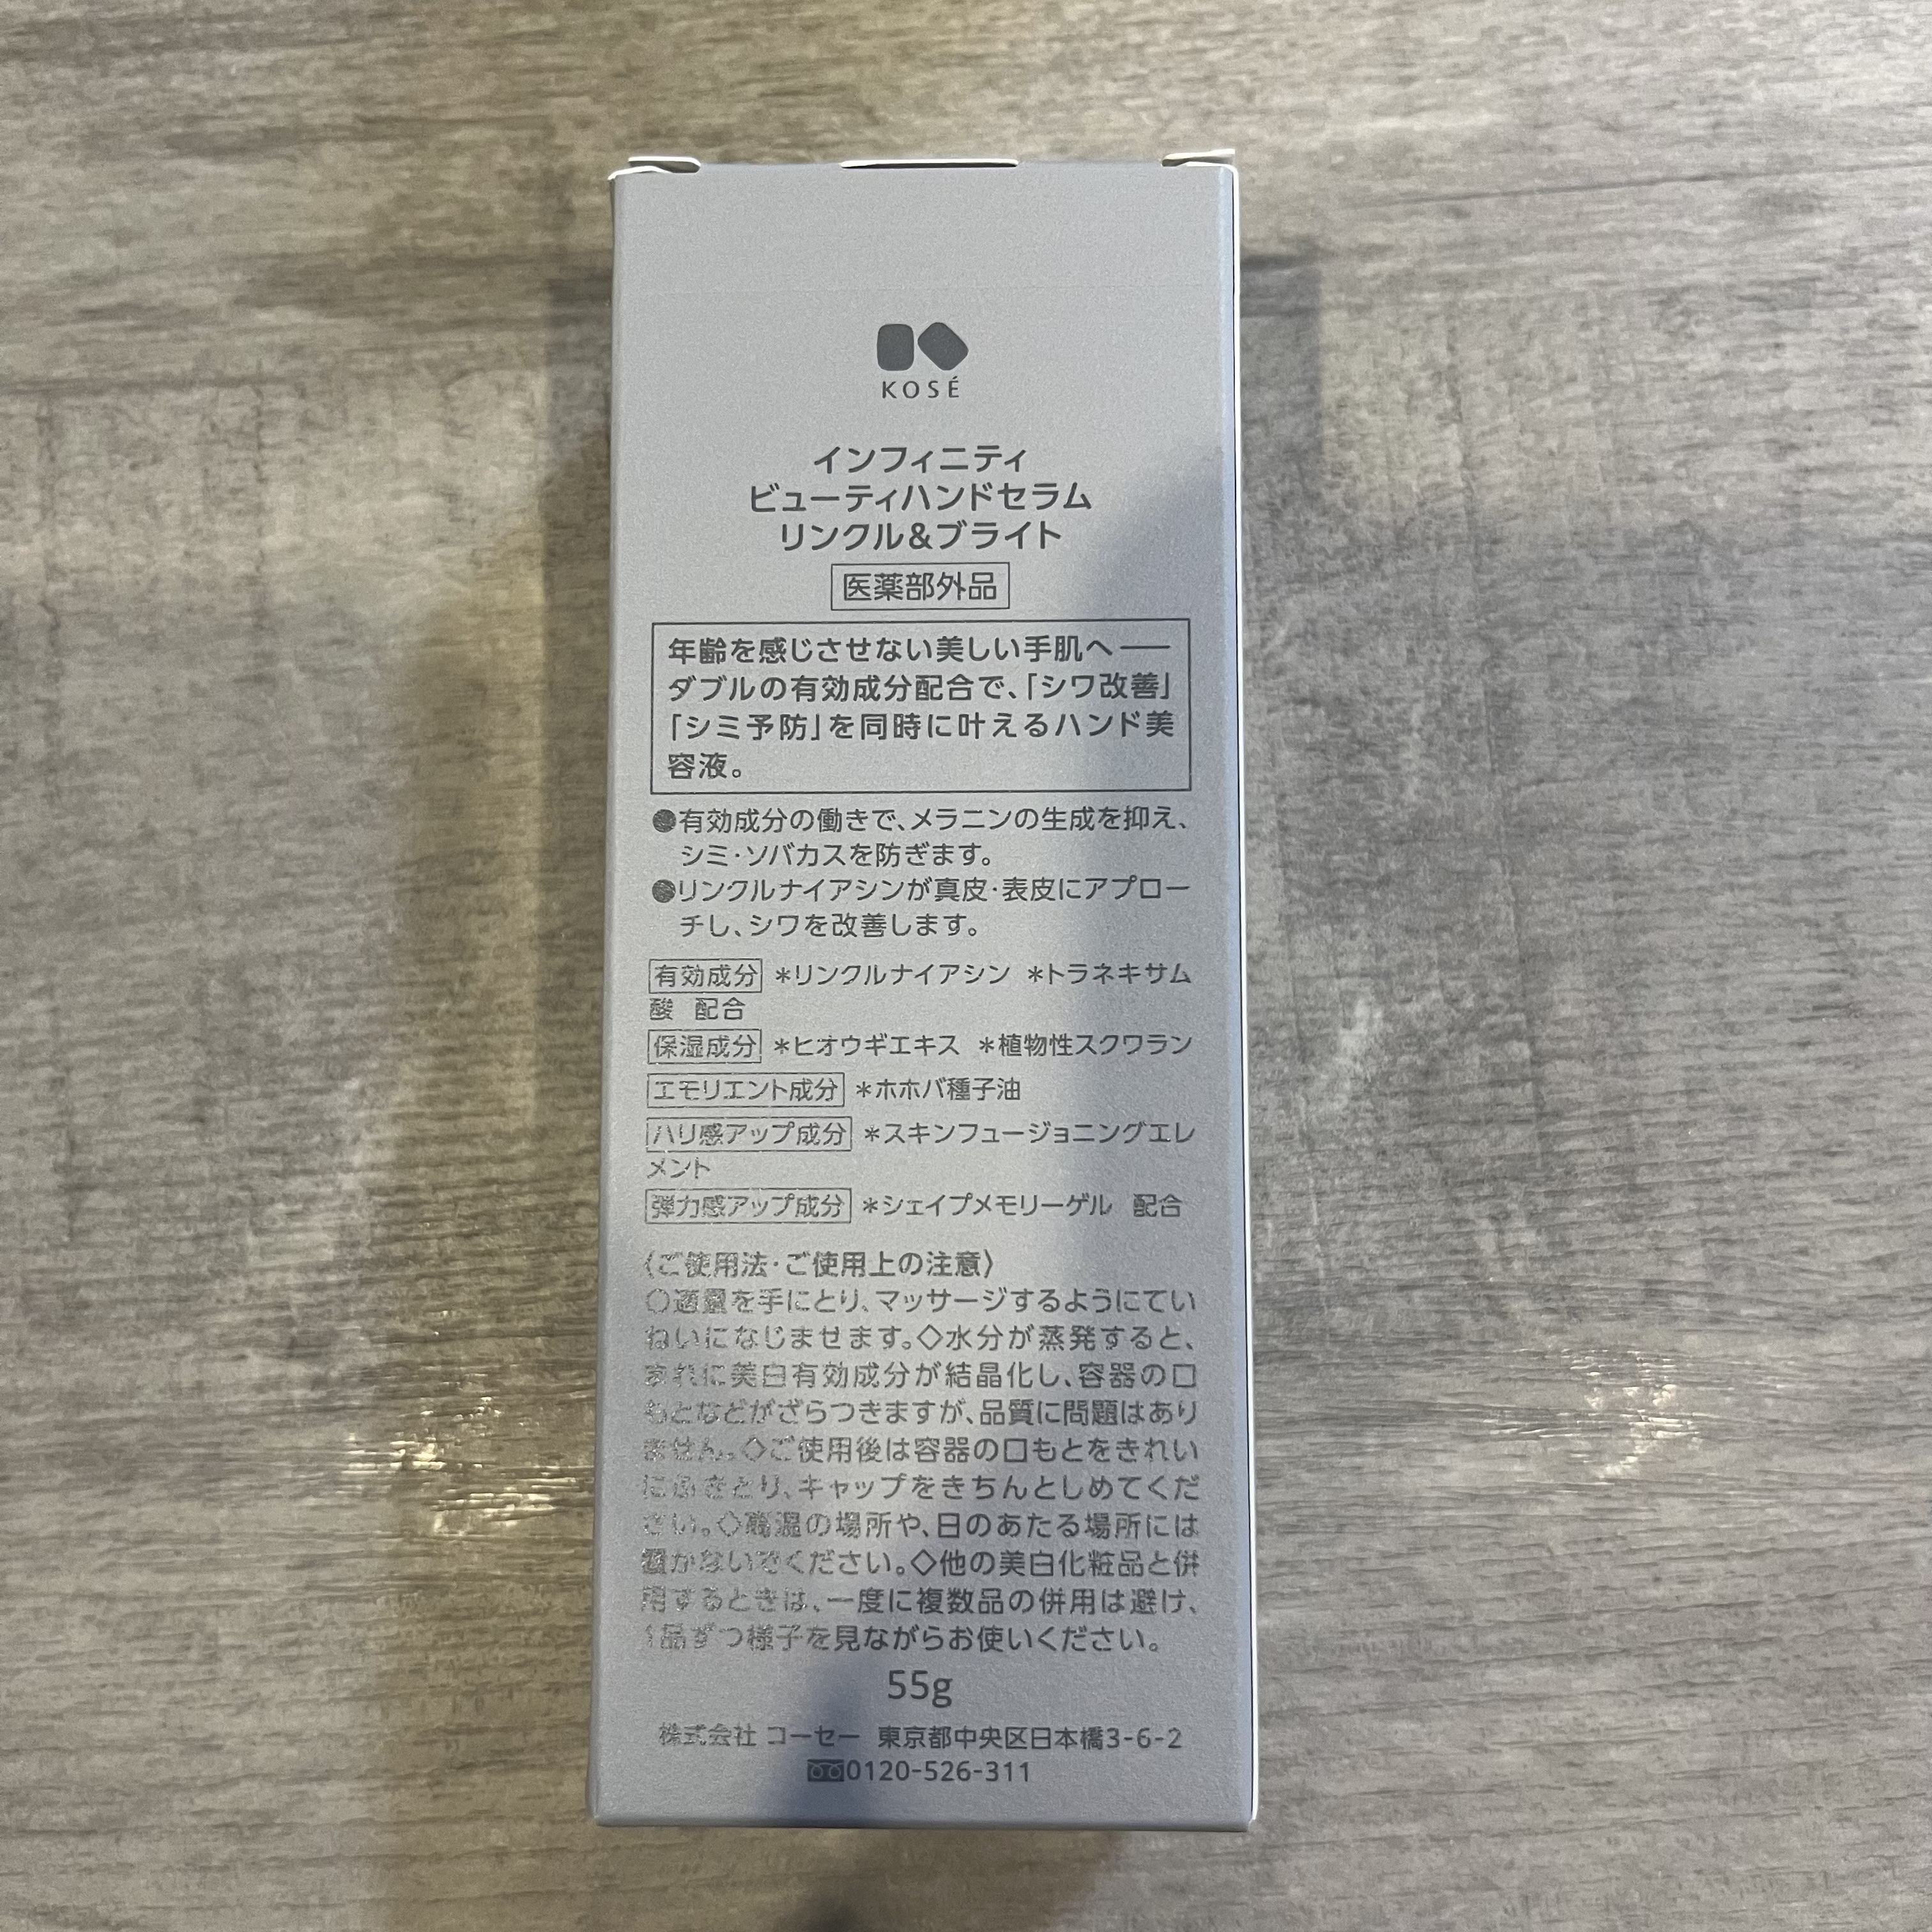 KOSÉ
インフィニティ
ビューティハンドセラム
リンクル&ブライト
医薬部外品
年齢を感じさせない美しい手肌へ──
ダブルの有効成分配合で、「シワ改善」
「シミ予防」を同時に叶えるハンド美
容液。
●有効成分の働きで、メラニンの生成を抑え、
シミ・ソバカスを防ぎます。
●リンクルナイアシンが真皮・表皮にアプロー
チし、シワを改善します。
有効成分 *リンクルナイアシン *トラネキサム
酸 配合
保湿成分 *ヒオウギエキス *植物性スクワラン
エモリエント成分 *ホホバ種子油
ハリ感アップ成分 *スキンフュージョニングエレ
メント
弾力感アップ成分 *シェイプメモリーゲル 配合
〈ご使用法・ご使用上の注意〉
◇適量を手にとり、マッサージするようにてい
ねいになじませます。◇水分が蒸発すると、
まれに美白有効成分が結晶化し、容器の口
もとなどがざらつきますが、品質に問題はあり
ません。◇ご使用後は容器の口もとをきれい
にふきとり、キャップをきちんとしめてくだ
さい。◇高温の場所や、日のあたる場所には
置かないでください。◇他の美白化粧品と併
用するときは、一度に複数品の併用は避け、
1品ずつ様子を見ながらお使いください。
55g
株式会社 コーセー 東京都中央区日本橋3-6-2
0120-526-311